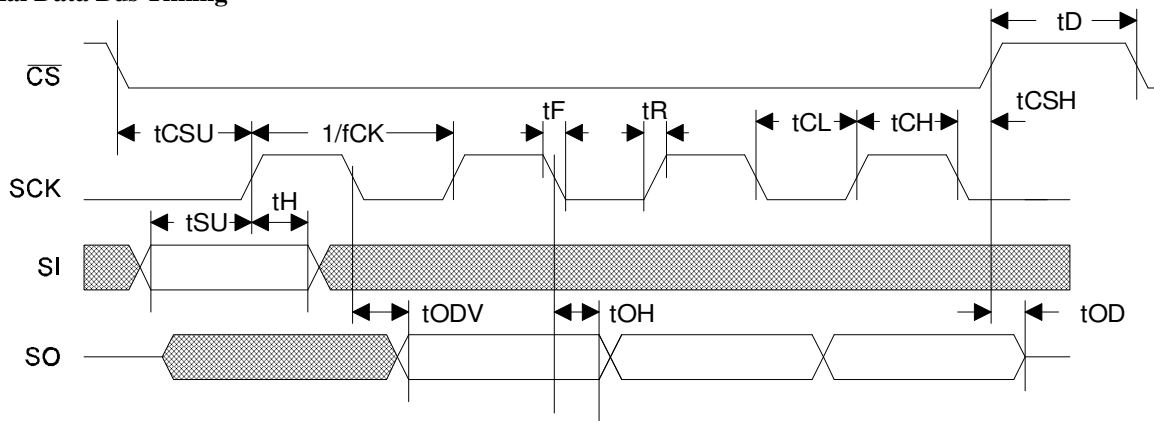 Data Bus Timing
tD
CS
tF tR tCSH
tCSU 1/fCK tCL tCH
SCK
tSU tH
SI
tODV tOH tOD
SO